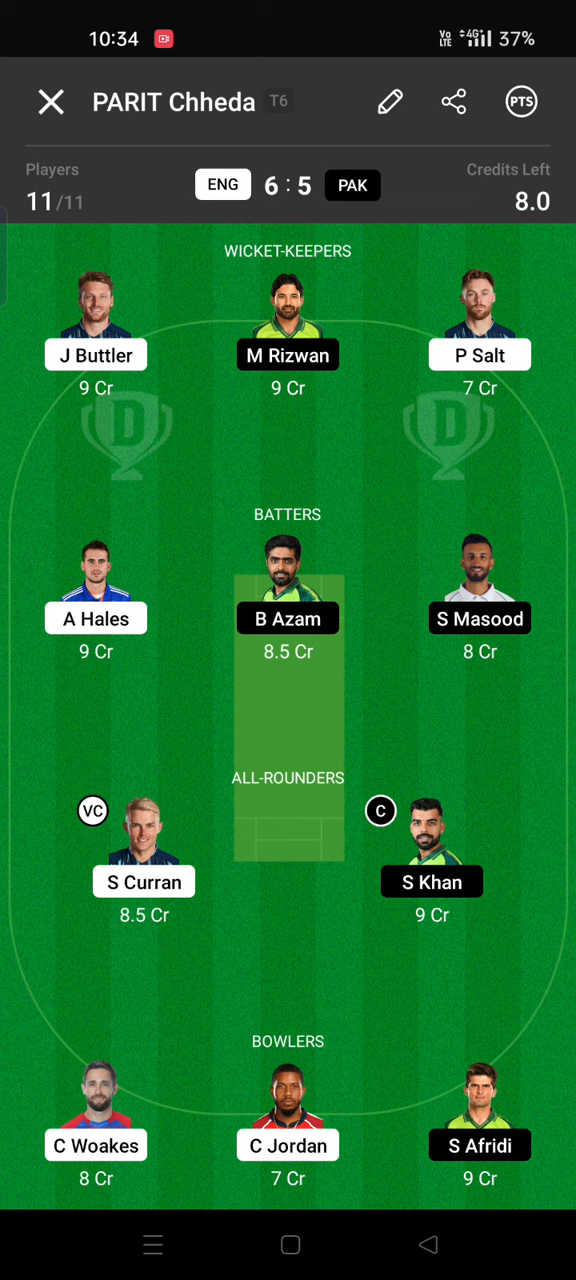 10:34 Vo LTE 4G+ 37%
PARIT Chheda T6 PTS
Players Credits Left
11/11 ENG 6 : 5 PAK 8.0
WICKET-KEEPERS
J Buttler M Rizwan P Salt
9 Cr 9 Cr 7 Cr
D D
BATTERS
A Hales B Azam S Masood
9 Cr 8.5 Cr 8 Cr
ALL-ROUNDERS
VC C
S Curran S Khan
8.5 Cr 9 Cr
BOWLERS
C Woakes C Jordan S Afridi
8 Cr 7 Cr 9 Cr